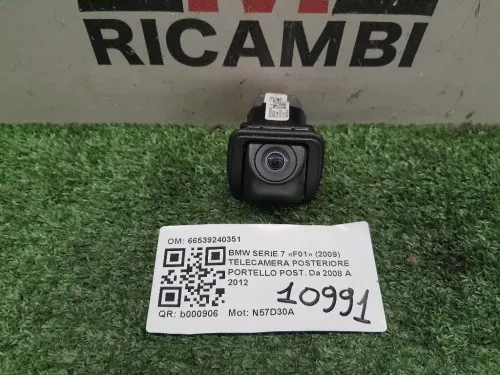 RICAMBI
OM: 66539240351
BMW SERIE 7 «F01» (2009)
TELECAMERA POSTERIORE
PORTELLO POST. Da 2008 A
2012
10991
QR: b000906 Mot: N57D30A